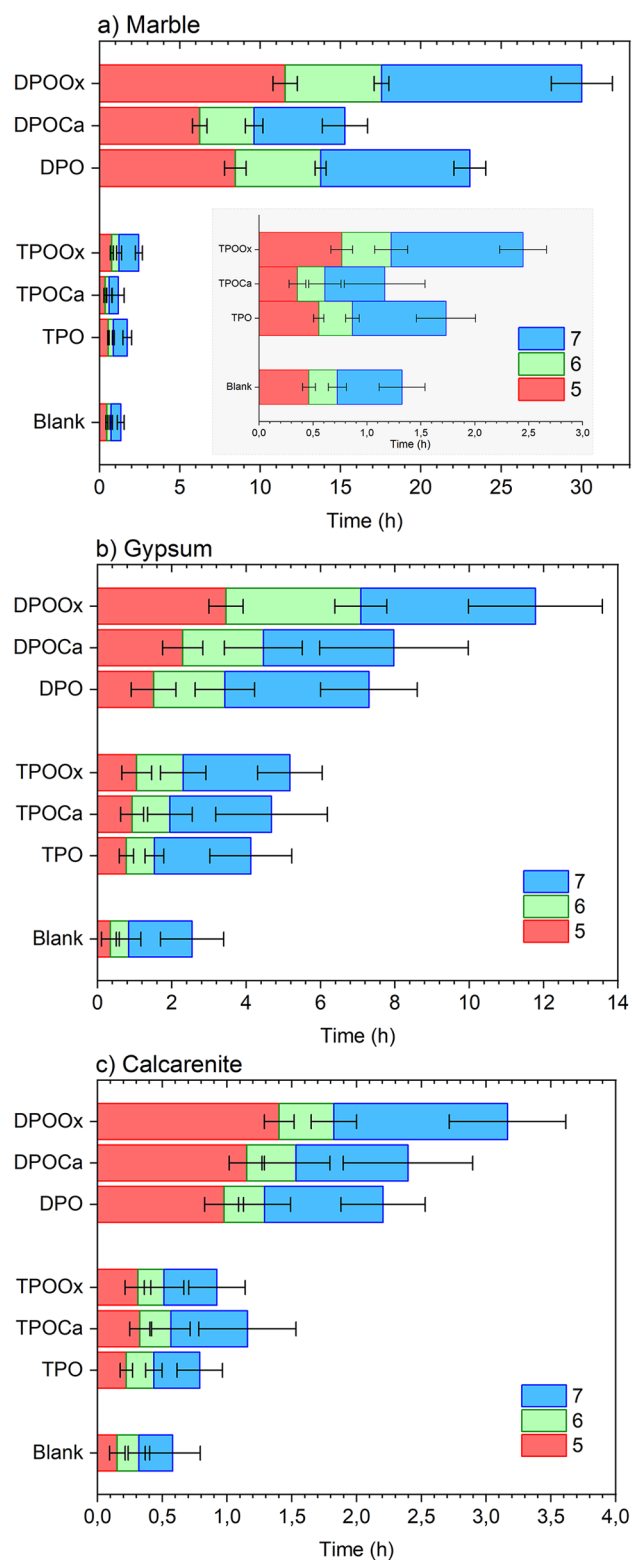 a) Marble
DPOOx
DPOCa
DPO
TPOOx
TPOCa
TPO
Blank
TPOOx
TPOCa
TPO
Blank
7
6
5
0,0 0,5 1,0 1,5 2,0 2,5 3,0
Time (h)
0 5 10 15 20 25 30
Time (h)
b) Gypsum
DPOOx
DPOCa
DPO
TPOOx
TPOCa
TPO
Blank
7
6
5
0 2 4 6 8 10 12 14
Time (h)
c) Calcarenite
DPOOx
DPOCa
DPO
TPOOx
TPOCa
TPO
Blank
7
6
5
0,0 0,5 1,0 1,5 2,0 2,5 3,0 3,5 4,0
Time (h)